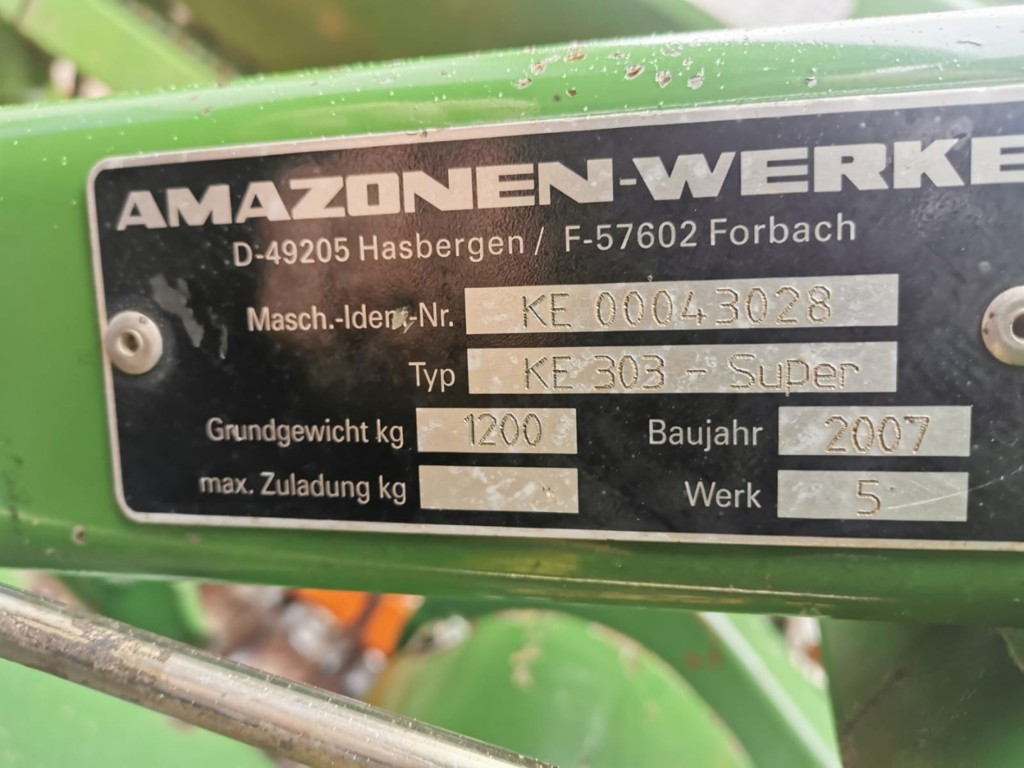 AMAZONEN-WERKE
D-49205 Hasbergen / F-57602 Forbach
Masch.-Ident.-Nr. KE 00043028
Typ KE 303 - Super
Grundgewicht kg 1200 Baujahr 2007
max. Zuladung kg Werk 5